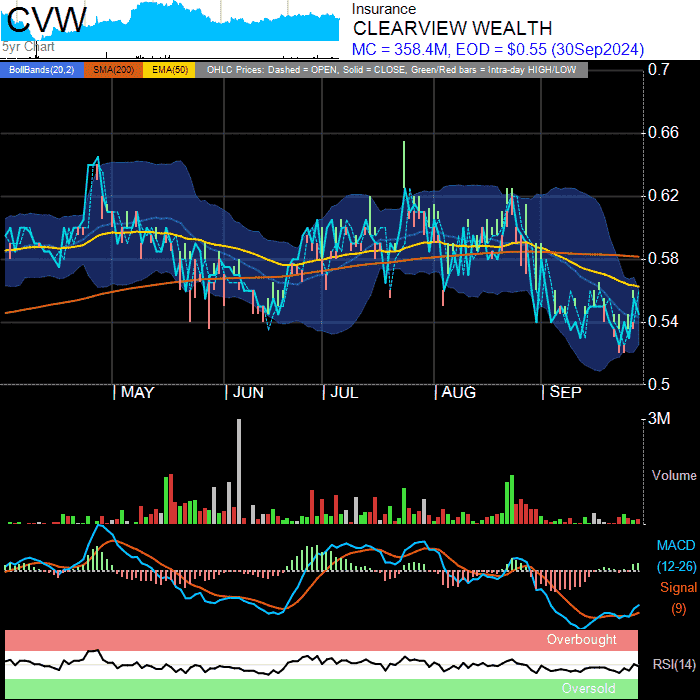 CVW
5yr Chart
Insurance
CLEARVIEW WEALTH
MC = 358.4M, EOD = $0.55 (30Sep2024)
BollBands(20,2) SMA(200) EMA(50) OHLC Prices: Dashed = OPEN, Solid = CLOSE, Green/Red bars = Intra-day HIGH/LOW
0.7
0.66
0.62
0.58
0.54
0.5
| MAY | JUN | JUL | AUG | SEP
3M
Volume
MACD
(12-26)
Signal
(9)
Overbought
RSI(14)
Oversold